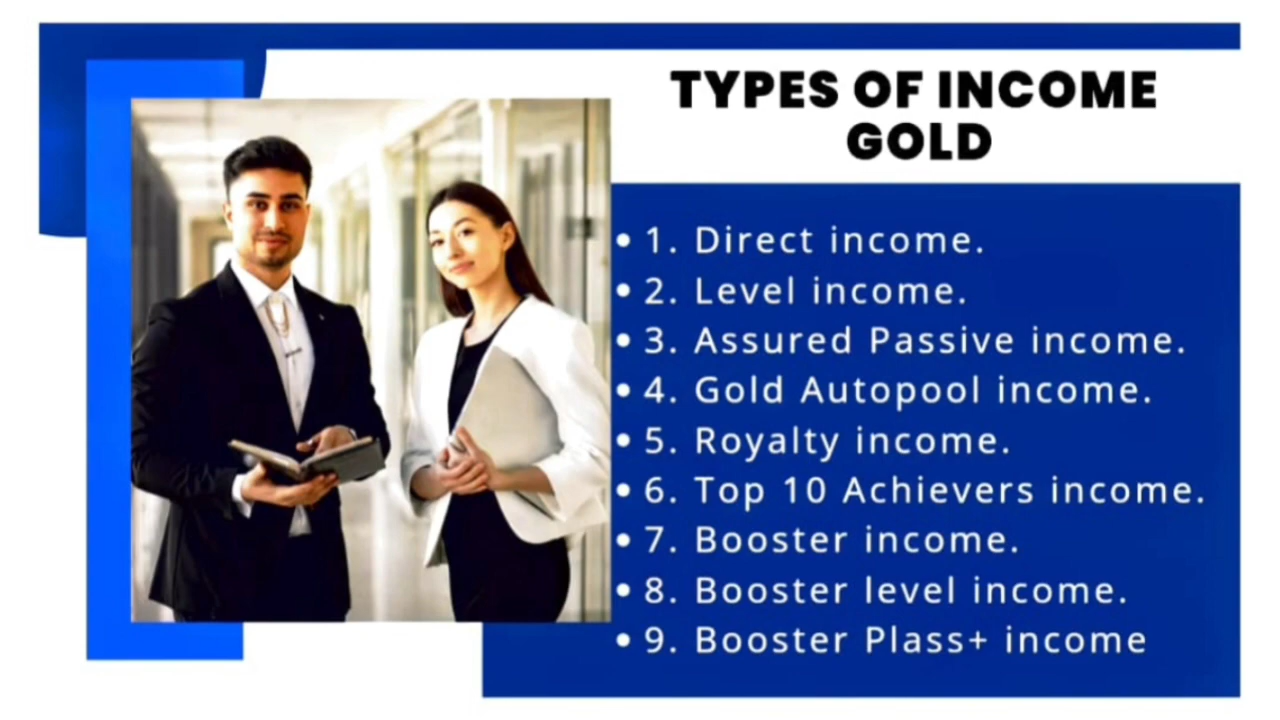 TYPES OF INCOME
GOLD
• 1. Direct income.
• 2. Level income.
• 3. Assured Passive income.
• 4. Gold Autopool income.
• 5. Royalty income.
• 6. Top 10 Achievers income.
• 7. Booster income.
• 8. Booster level income.
• 9. Booster Plass+ income